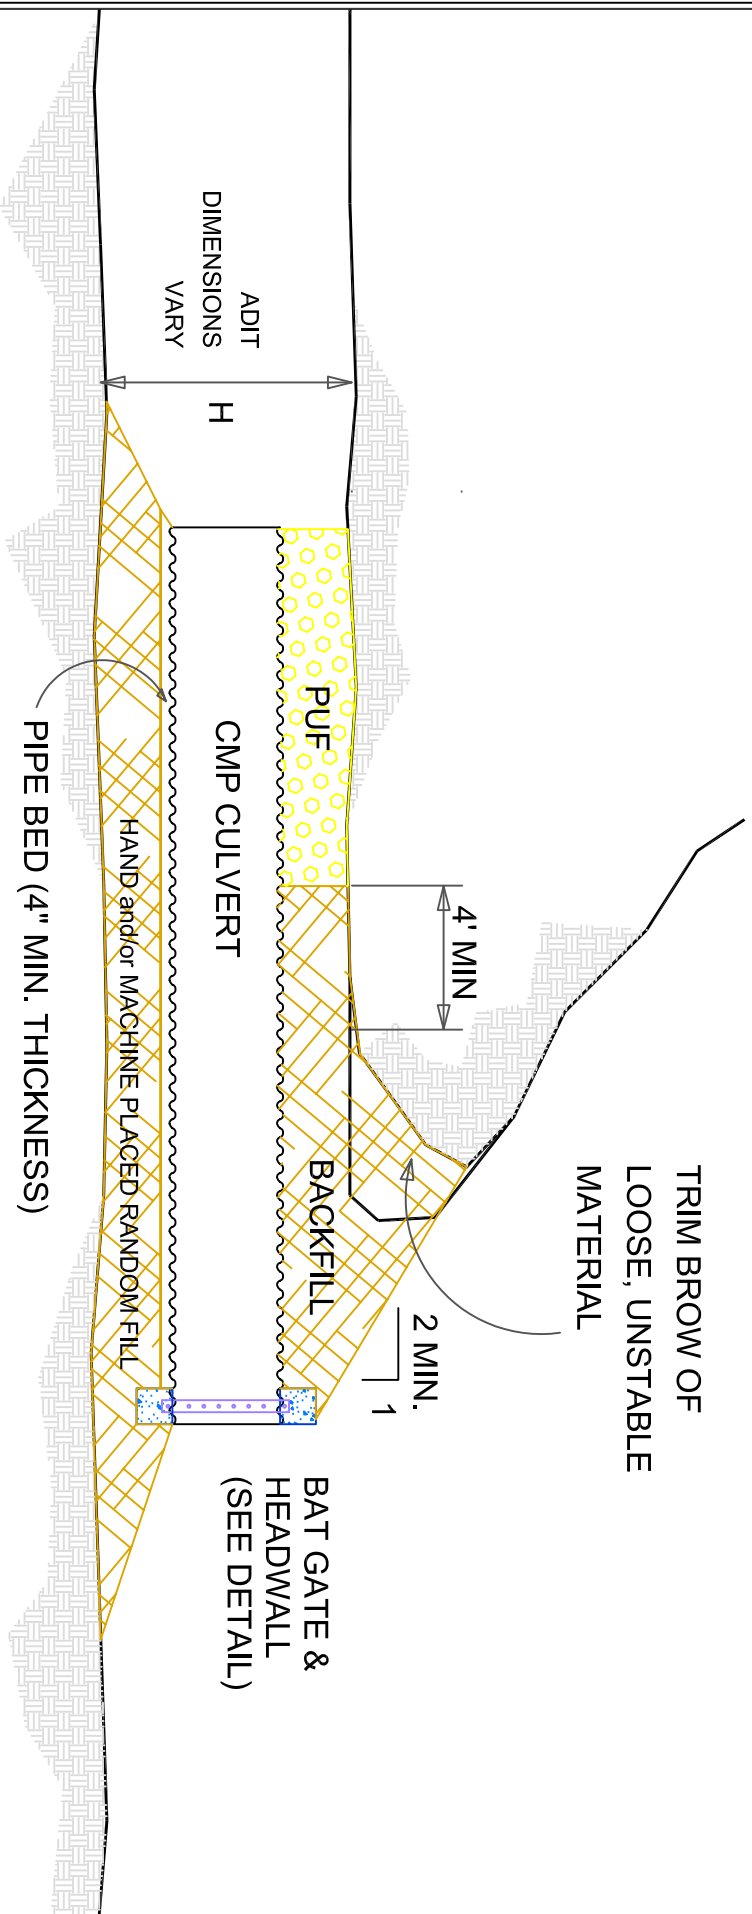 TRIM BROW OF
LOOSE, UNSTABLE
MATERIAL
4' MIN
2 MIN.
1
ADIT
DIMENSIONS
VARY
H
PUF
BACKFILL
BAT GATE &
HEADWALL
(SEE DETAIL)
CMP CULVERT
HAND and/or MACHINE PLACED RANDOM FILL
PIPE BED (4" MIN. THICKNESS)